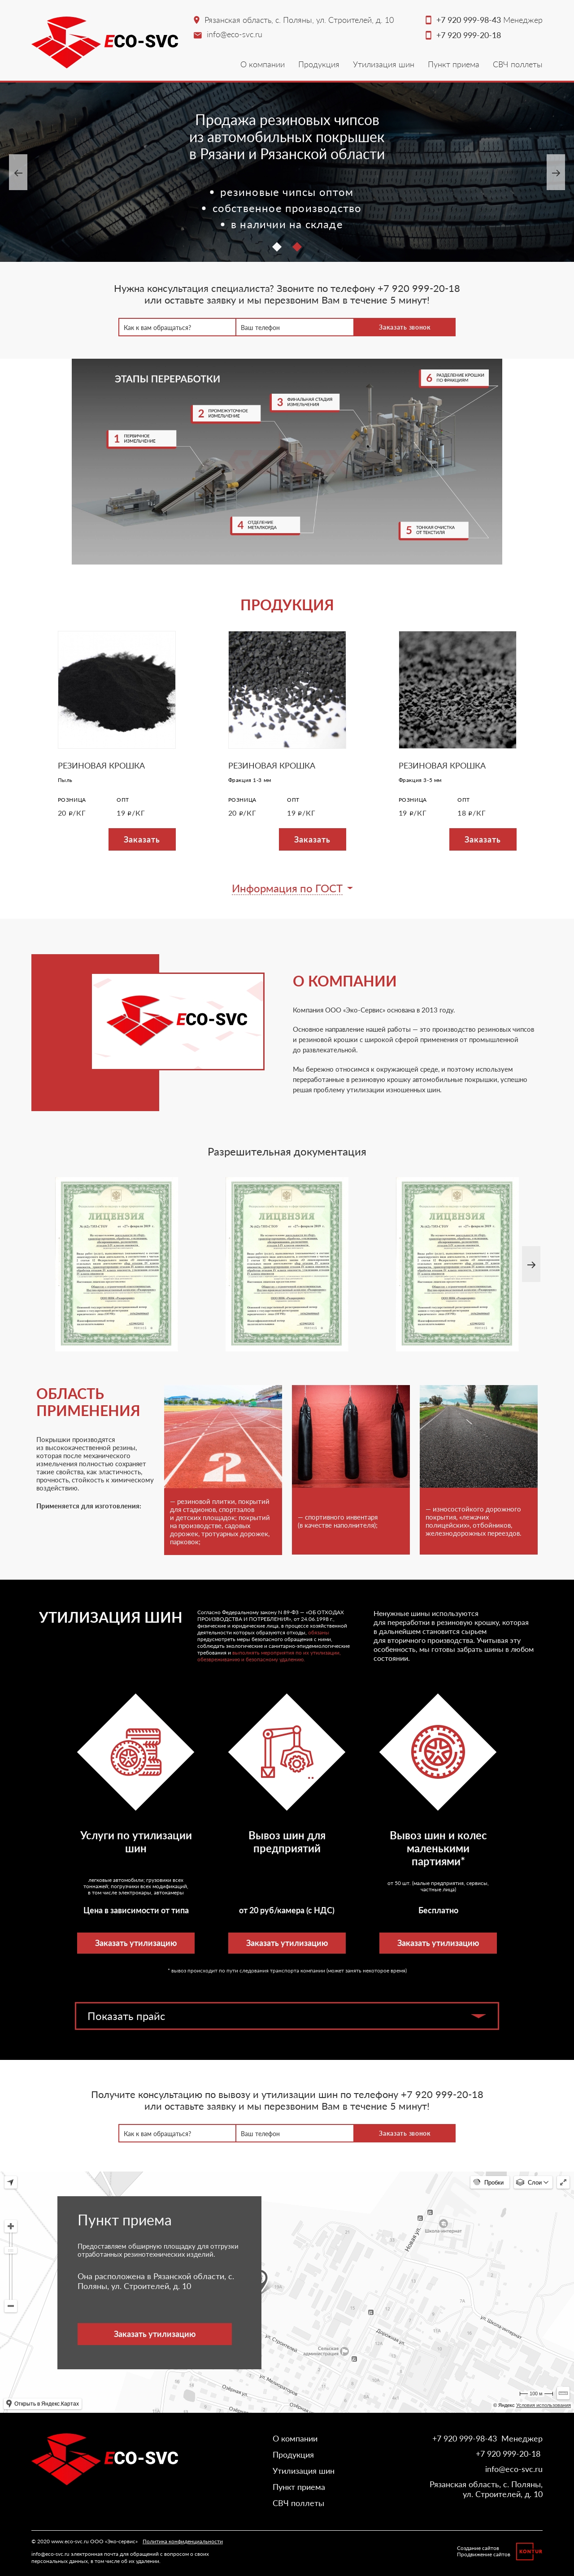 ECO-SVC
Рязанская область, с. Поляны, ул. Строителей, д. 10
info@eco-svc.ru
+7 920 999-98-43 Менеджер
+7 920 999-20-18
О компании Продукция Утилизация шин Пункт приема СВЧ поллеты
Продажа резиновых чипсов
из автомобильных покрышек
в Рязани и Рязанской области
резиновые чипсы оптом
собственное производство
в наличии на складе
Нужна консультация специалиста? Звоните по телефону +7 920 999-20-18
или оставьте заявку и мы перезвоним Вам в течение 5 минут!
Как к вам обращаться? Ваш телефон Заказать звонок
ЭТАПЫ ПЕРЕРАБОТКИ
1 ПЕРВИЧНОЕ
ИЗМЕЛЬЧЕНИЕ
2 ПРОМЕЖУТОЧНОЕ
ИЗМЕЛЬЧЕНИЕ
3 ФИНАЛЬНАЯ СТАДИЯ
ИЗМЕЛЬЧЕНИЯ
6 РАЗДЕЛЕНИЕ КРОШКИ
ПО ФРАКЦИЯМ
4 ОТДЕЛЕНИЕ
МЕТАЛКОРДА
5 ТОНКАЯ ОЧИСТКА
ОТ ТЕКСТИЛЯ
ПРОДУКЦИЯ
РЕЗИНОВАЯ КРОШКА
Пыль
РОЗНИЦА ОПТ
20 ₽/КГ 19 ₽/КГ
Заказать
РЕЗИНОВАЯ КРОШКА
Фракция 1-3 мм
РОЗНИЦА ОПТ
20 ₽/КГ 19 ₽/КГ
Заказать
РЕЗИНОВАЯ КРОШКА
Фракция 3-5 мм
РОЗНИЦА ОПТ
19 ₽/КГ 18 ₽/КГ
Заказать
Информация по ГОСТ
ECO-SVC
О КОМПАНИИ
Компания ООО «Эко-Сервис» основана в 2013 году.
Основное направление нашей работы — это производство резиновых чипсов
и резиновой крошки с широкой сферой применения от промышленной
до развлекательной.
Мы бережно относимся к окружающей среде, и поэтому используем
переработанные в резиновую крошку автомобильные покрышки, успешно
решая проблему утилизации изношенных шин.
Разрешительная документация
ЛИЦЕНЗИЯ
ЛИЦЕНЗИЯ
ЛИЦЕНЗИЯ
ОБЛАСТЬ
ПРИМЕНЕНИЯ
Покрышки производятся
из высококачественной резины,
которая после механического
измельчения полностью сохраняет
такие свойства, как эластичность,
прочность, стойкость к химическому
воздействию.
Применяется для изготовления:
2
— резиновой плитки, покрытий
для стадионов, спортзалов
и детских площадок; покрытий
на производстве, садовых
дорожек, тротуарных дорожек,
парковок;
— спортивного инвентаря
(в качестве наполнителя);
— износостойкого дорожного
покрытия, «лежачих
полицейских», отбойников,
железнодорожных переездов.
УТИЛИЗАЦИЯ ШИН
Согласно Федеральному закону N 89-ФЗ — «ОБ ОТХОДАХ
ПРОИЗВОДСТВА И ПОТРЕБЛЕНИЯ», от 24.06.1998 г.,
физические и юридические лица, в процессе хозяйственной
деятельности которых образуются отходы, обязаны
предусмотреть меры безопасного обращения с ними,
соблюдать экологические и санитарно-эпидемиологические
требования и выполнять мероприятия по их утилизации,
обезвреживанию и безопасному удалению.
Ненужные шины используются
для переработки в резиновую крошку, которая
в дальнейшем становится сырьем
для вторичного производства. Учитывая эту
особенность, мы готовы забрать шины в любом
состоянии.
Услуги по утилизации
шин
легковые автомобили, грузовики всех
тоннажей, погрузчики всех модификаций,
в том числе электрокары, автокамеры
Цена в зависимости от типа
Заказать утилизацию
Вывоз шин для
предприятий
от 20 руб/камера (с НДС)
Заказать утилизацию
Вывоз шин и колес
маленькими
партиями*
от 50 шт. (малые предприятия, сервисы,
частные лица)
Бесплатно
Заказать утилизацию
* вывоз происходит по пути следования транспорта компании (может занять некоторое время)
Показать прайс
Получите консультацию по вывозу и утилизации шин по телефону +7 920 999-20-18
или оставьте заявку и мы перезвоним Вам в течение 5 минут!
Как к вам обращаться? Ваш телефон Заказать звонок
Пробки Слои
Пункт приема
Предоставляем обширную площадку для отгрузки
отработанных резинотехнических изделий.
Она расположена в Рязанской области, с.
Поляны, ул. Строителей, д. 10
Заказать утилизацию
Школа-интернат
Новая ул.
ул. Школа-интернат
Дорожная ул.
ул. Строителей
Сельская
администрация
ул. Мелиораторов
Озёрная ул.
100 м
Открыть в Яндекс.Картах
© Яндекс Условия использования
ECO-SVC
О компании
Продукция
Утилизация шин
Пункт приема
СВЧ поллеты
+7 920 999-98-43 Менеджер
+7 920 999-20-18
info@eco-svc.ru
Рязанская область, с. Поляны,
ул. Строителей, д. 10
© 2020 www.eco-svc.ru ООО «Эко-сервис» Политика конфиденциальности
info@eco-svc.ru электронная почта для обращений с вопросом о своих
персональных данных, в том числе об их удалении.
Создание сайтов
Продвижение сайтов
KONTUR